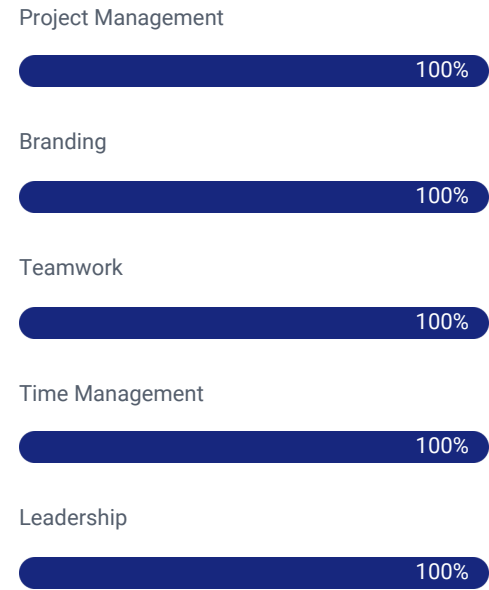 Project Management
100%
Branding
100%
Teamwork
100%
Time Management
100%
Leadership
100%